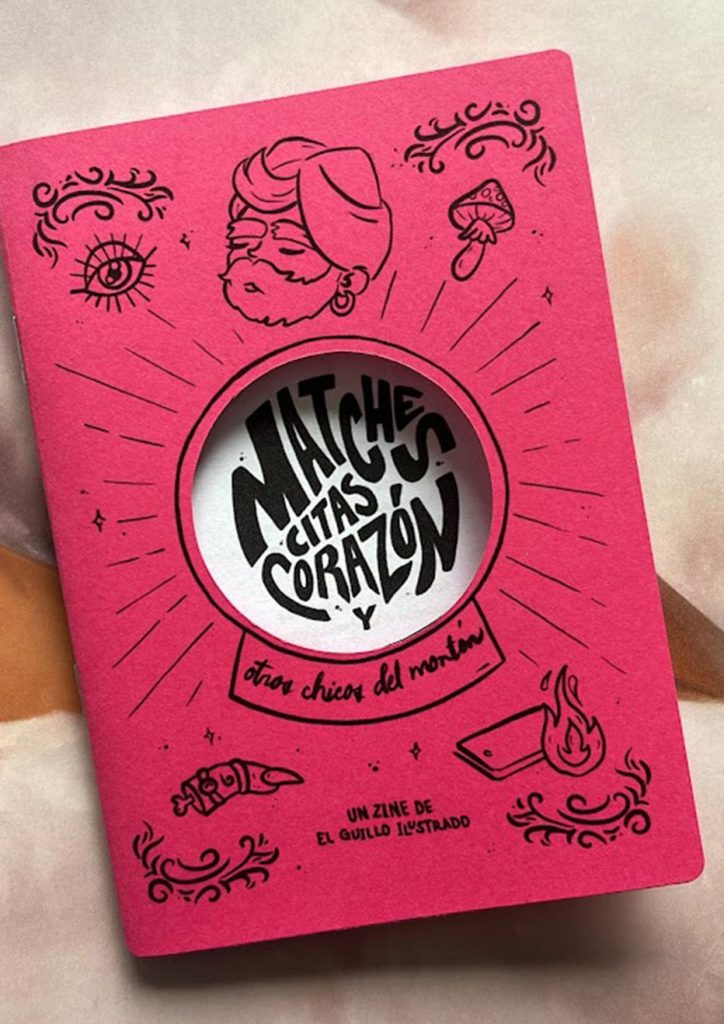 MATCHES
CITAS
CORAZÓN
Y
otros chicos del montón
UN ZINE DE
EL GUILLO ILUSTRADO